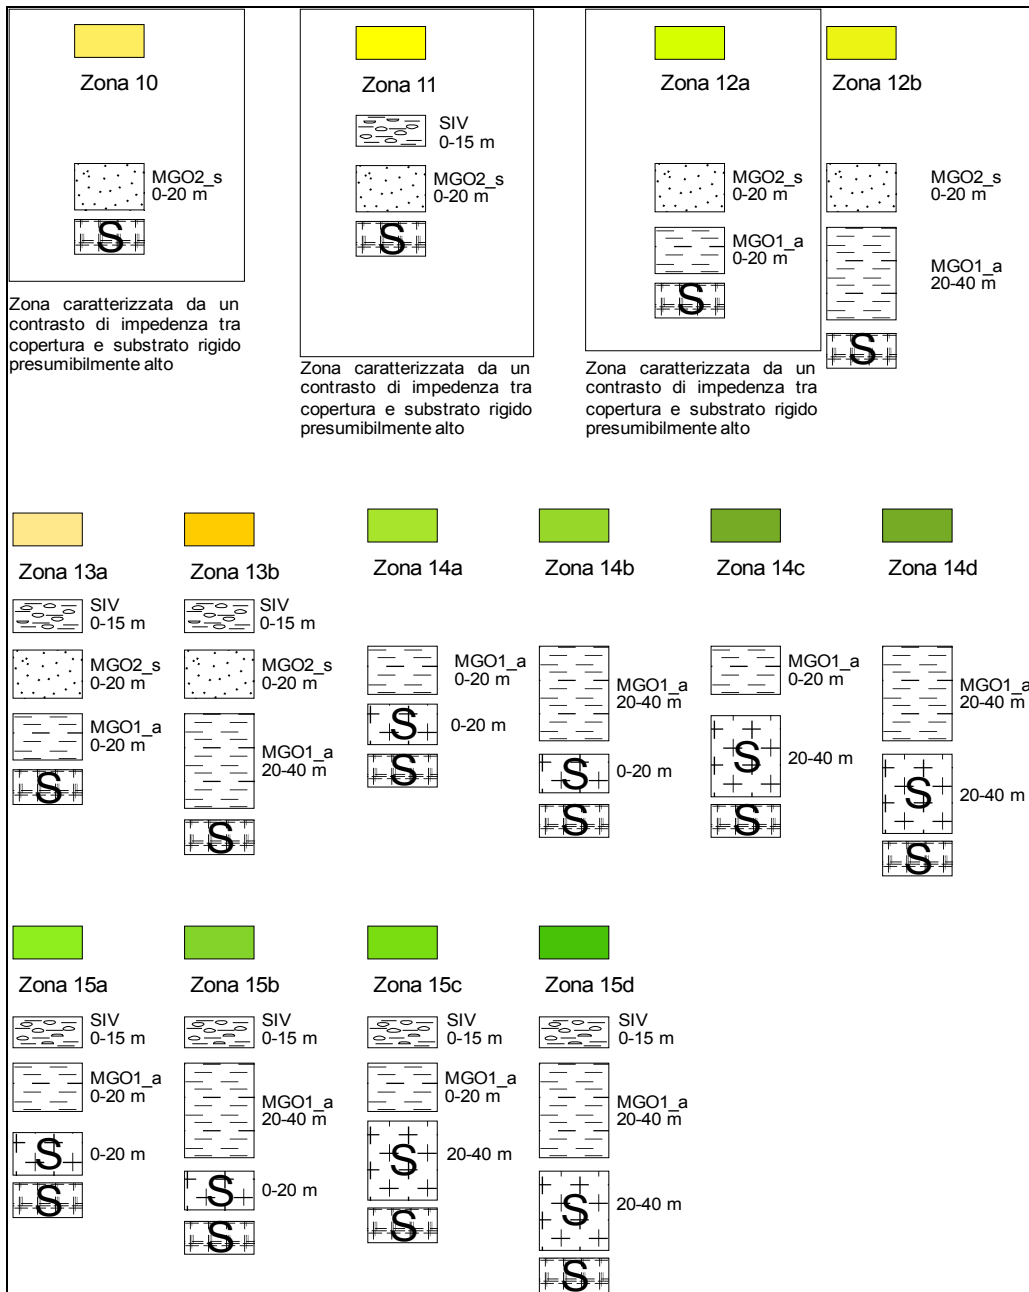 Zona 10
MGO2_s
0-20 m
S
Zona caratterizzata da un
contrasto di impedenza tra
copertura e substrato rigido
presumibilmente alto
Zona 11
SIV
0-15 m
MGO2_s
0-20 m
S
Zona caratterizzata da un
contrasto di impedenza tra
copertura e substrato rigido
presumibilmente alto
Zona 12a
MGO2_s
0-20 m
MGO1_a
0-20 m
S
Zona caratterizzata da un
contrasto di impedenza tra
copertura e substrato rigido
presumibilmente alto
Zona 12b
MGO2_s
0-20 m
MGO1_a
20-40 m
S
Zona 13a
SIV
0-15 m
MGO2_s
0-20 m
MGO1_a
0-20 m
S
Zona 13b
SIV
0-15 m
MGO2_s
0-20 m
MGO1_a
20-40 m
S
Zona 14a
MGO1_a
0-20 m
S
0-20 m
S
Zona 14b
MGO1_a
20-40 m
S
0-20 m
S
Zona 14c
MGO1_a
0-20 m
S
20-40 m
S
Zona 14d
MGO1_a
20-40 m
S
20-40 m
S
Zona 15a
SIV
0-15 m
MGO1_a
0-20 m
S
0-20 m
S
Zona 15b
SIV
0-15 m
MGO1_a
20-40 m
S
0-20 m
S
Zona 15c
SIV
0-15 m
MGO1_a
0-20 m
S
20-40 m
S
Zona 15d
SIV
0-15 m
MGO1_a
20-40 m
S
20-40 m
S